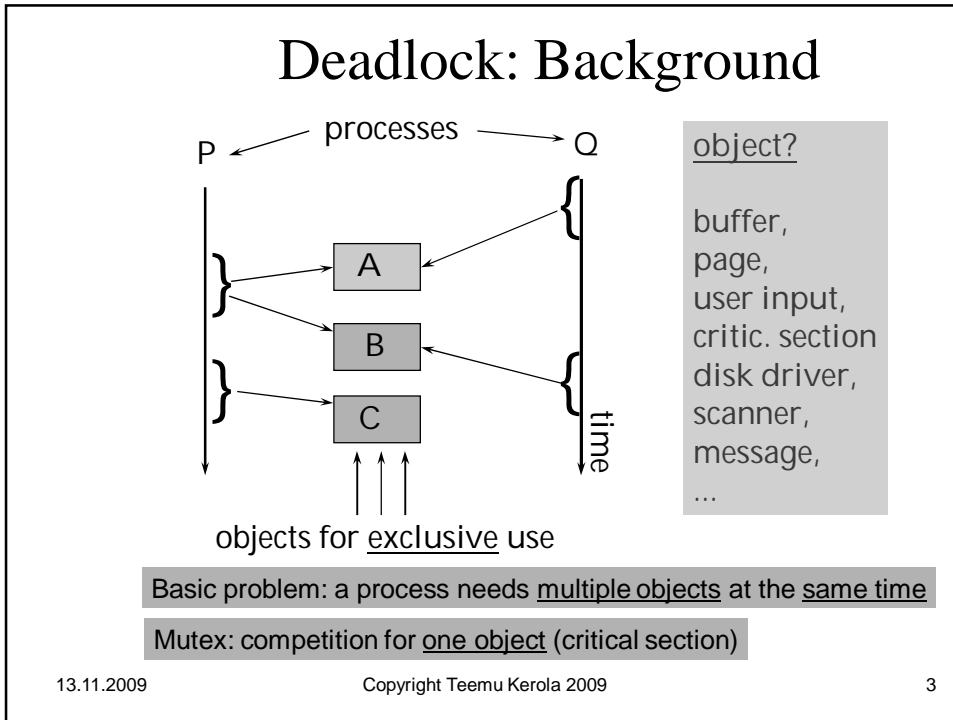 Deadlock: Background
processes
P
Q
A
B
C
time
objects for exclusive use
object?
buffer,
page,
user input,
critic. section
disk driver,
scanner,
message,
...
Basic problem: a process needs multiple objects at the same time
Mutex: competition for one object (critical section)
13.11.2009
Copyright Teemu Kerola 2009
3